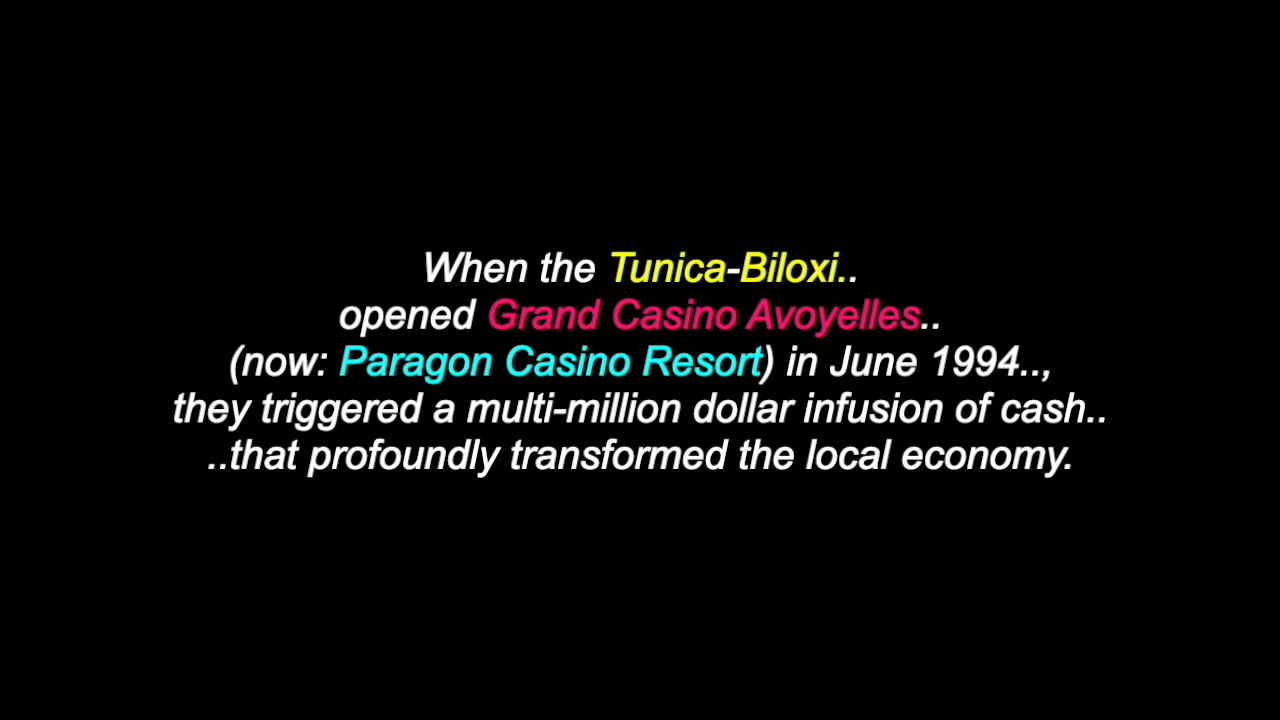 When the Tunica-Biloxi..
opened Grand Casino Avoyelles..
(now: Paragon Casino Resort) in June 1994..,
they triggered a multi-million dollar infusion of cash..
..that profoundly transformed the local economy.